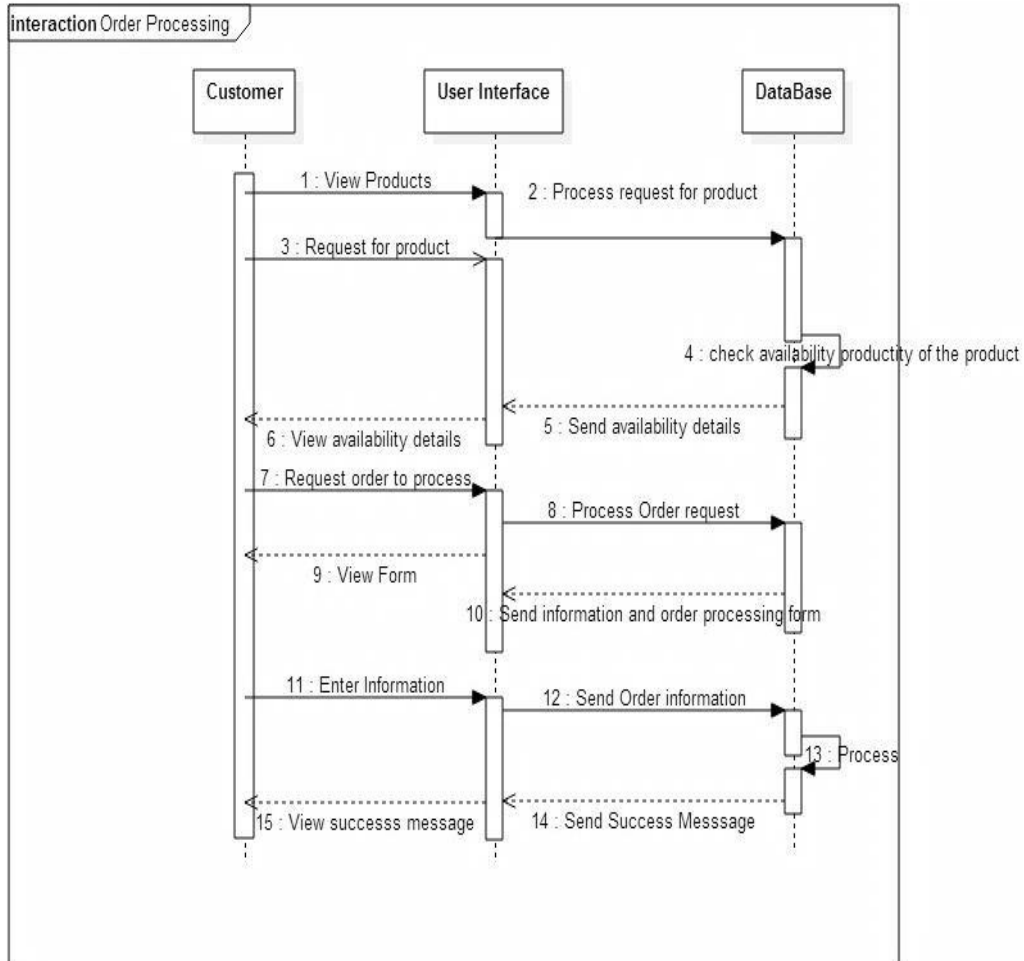 interaction Order Processing
Customer
User Interface
DataBase
1 : View Products
2 : Process request for product
3 : Request for product
4 : check availability productity of the product
5 : Send availability details
6 : View availability details
7 : Request order to process
8 : Process Order request
9 : View Form
10 : Send information and order processing form
11 : Enter Information
12 : Send Order information
13 : Process
14 : Send Success Messsage
15 : View successs message